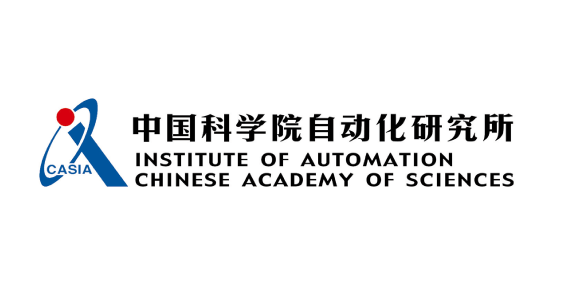 CASIA
中国科学院自动化研究所
INSTITUTE OF AUTOMATION
CHINESE ACADEMY OF SCIENCES